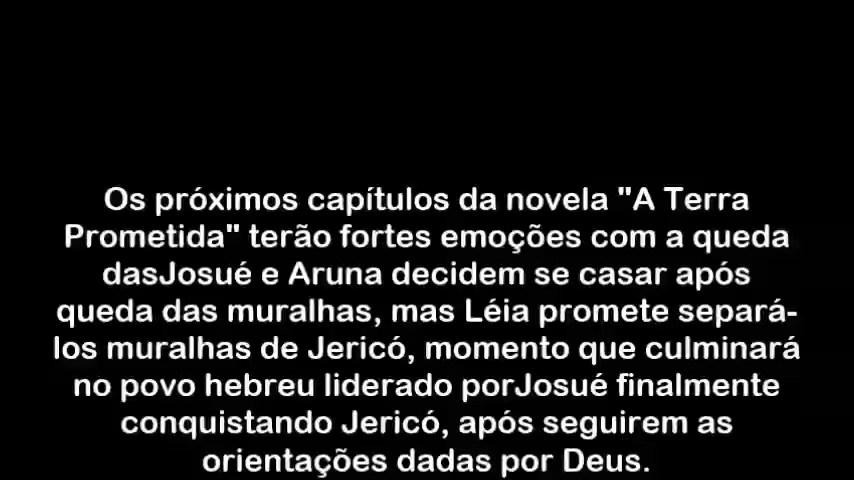 Os próximos capítulos da novela "A Terra
Prometida" terão fortes emoções com a queda
dasJosué e Aruna decidem se casar após
queda das muralhas, mas Léia promete separá-
los muralhas de Jericó, momento que culminará
no povo hebreu liderado porJosué finalmente
conquistando Jericó, após seguirem as
orientações dadas por Deus.